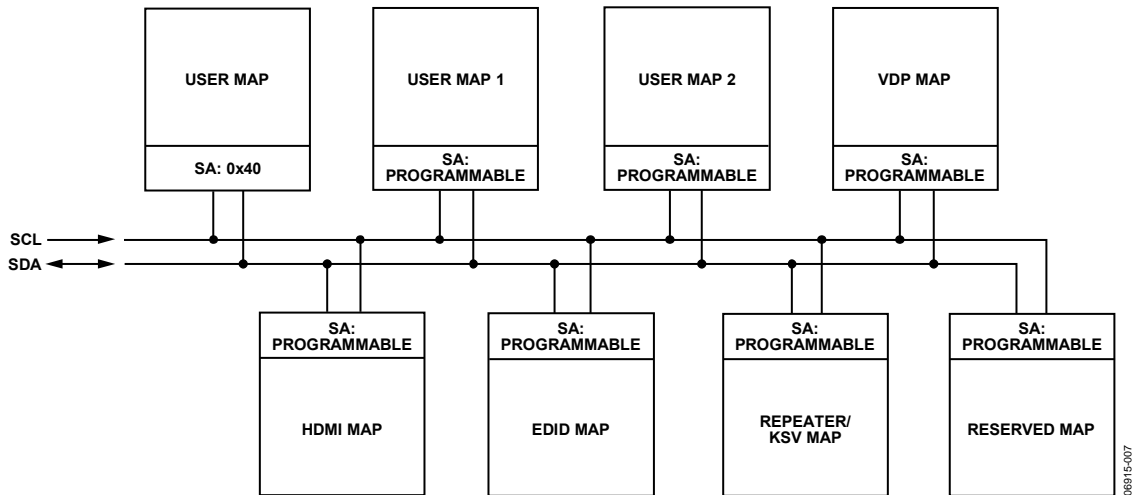 USER MAP
SA: 0x40
USER MAP 1
SA:
PROGRAMMABLE
USER MAP 2
SA:
PROGRAMMABLE
VDP MAP
SA:
PROGRAMMABLE
SCL
SDA
SA:
PROGRAMMABLE
HDMI MAP
SA:
PROGRAMMABLE
EDID MAP
SA:
PROGRAMMABLE
REPEATER/
KSV MAP
SA:
PROGRAMMABLE
RESERVED MAP
06915-007